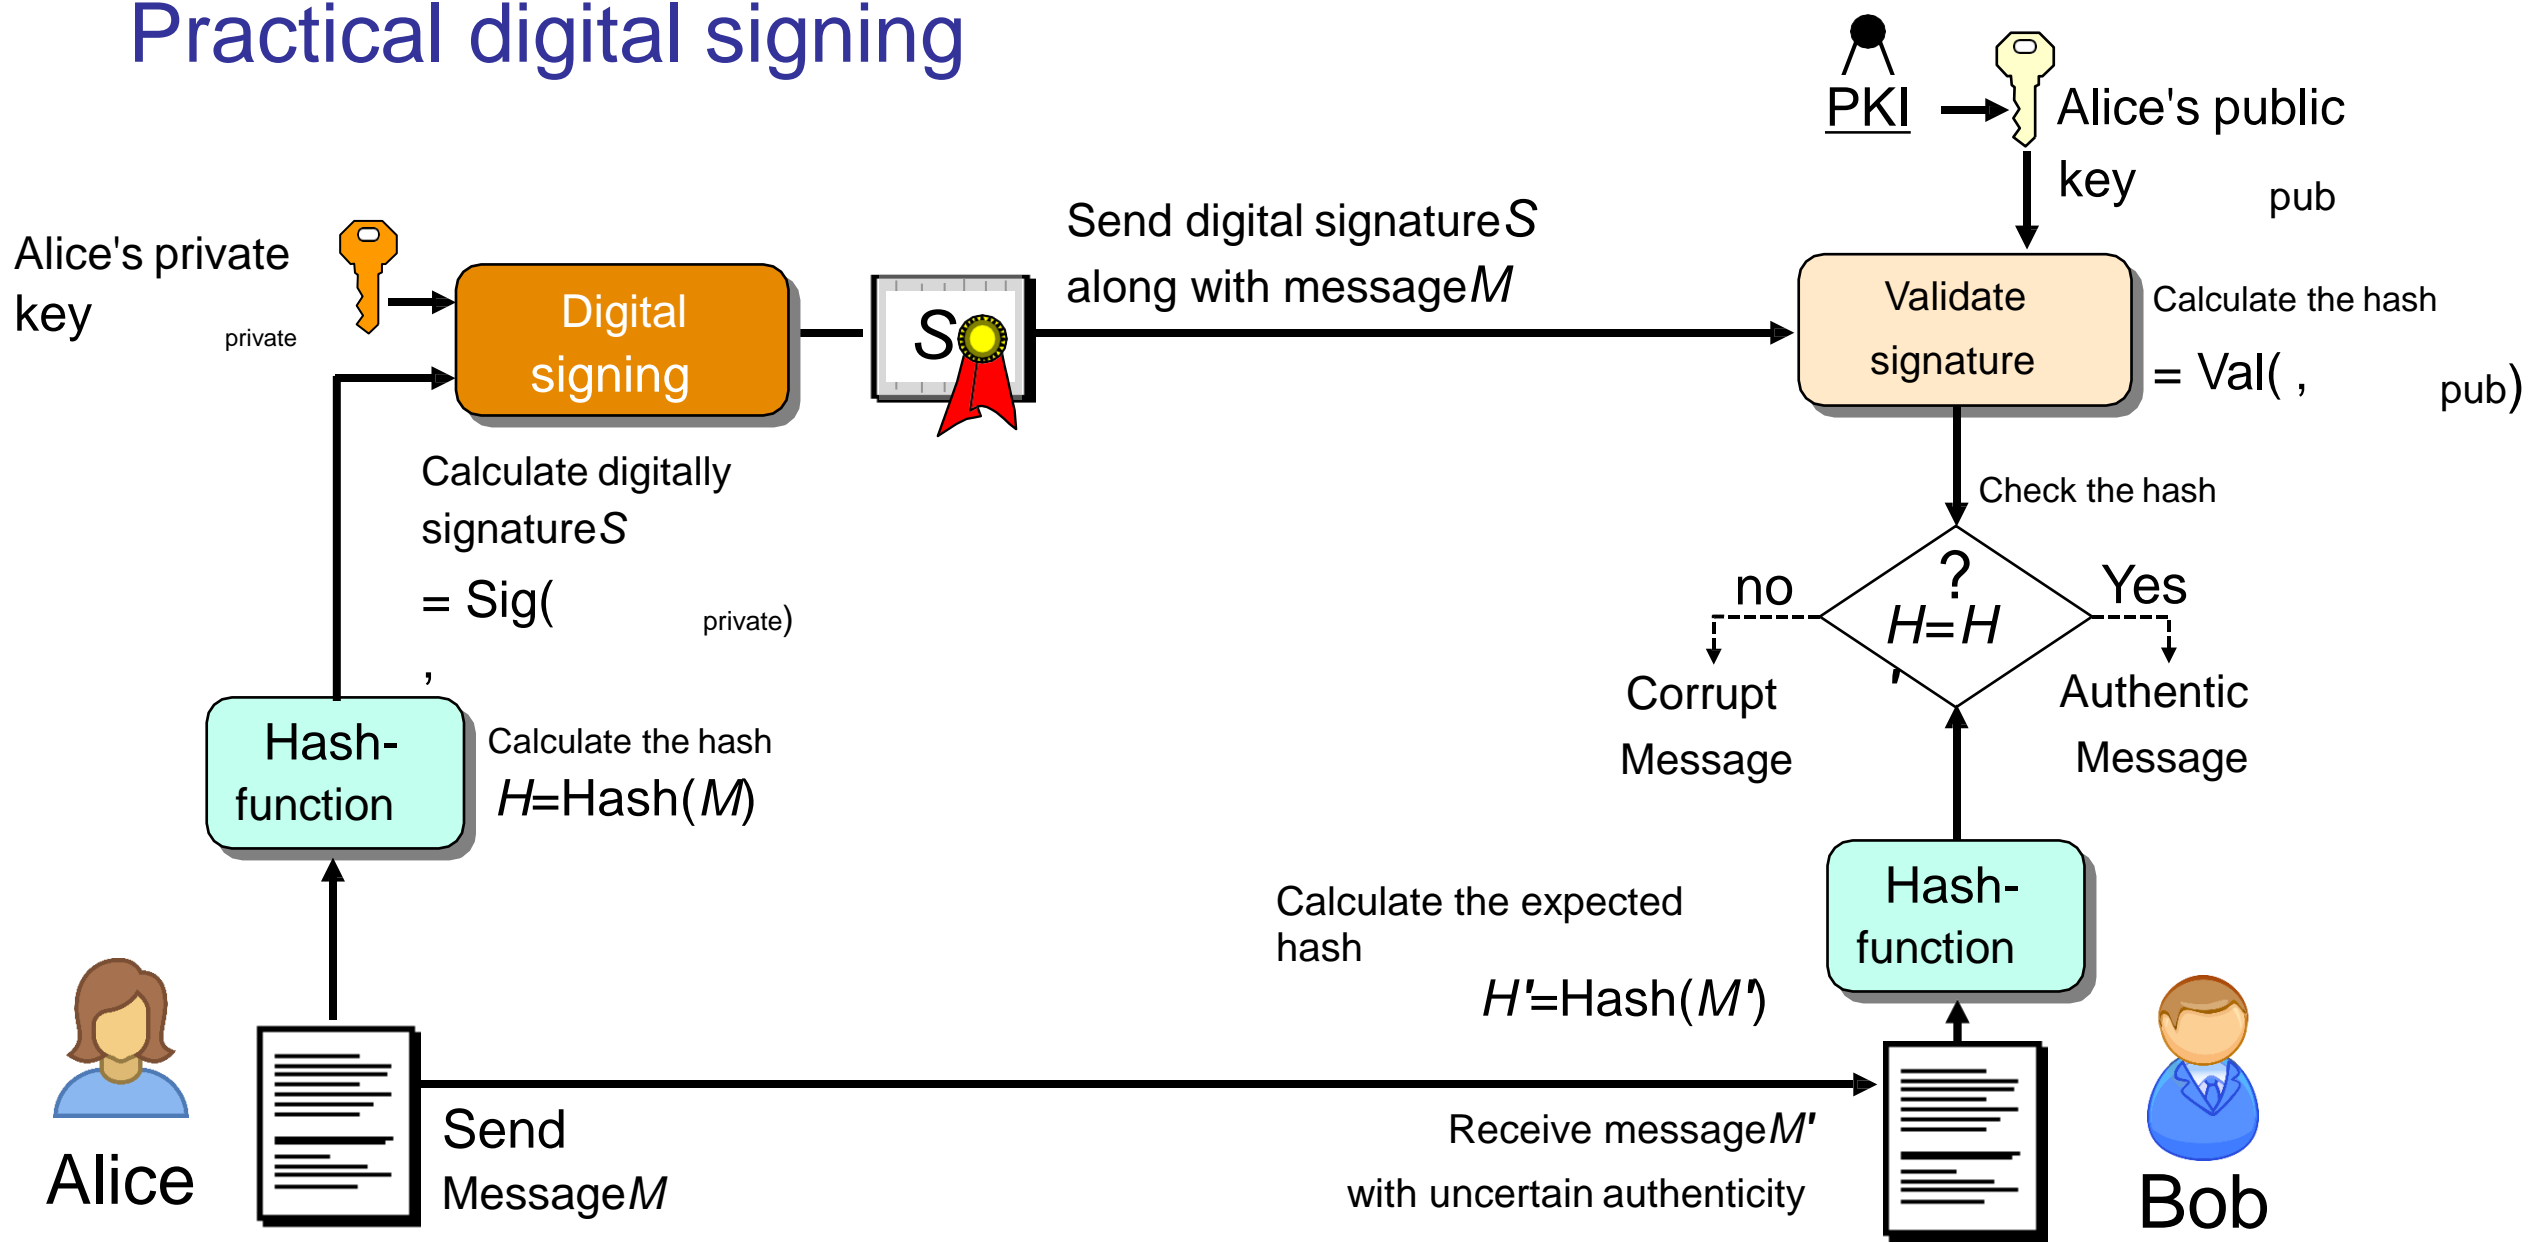 Practical digital signing
PKI
Alice's public
key pub
Alice's private
key
private
Digital
signing
S
Send digital signature S
along with message M
Validate
signature
Calculate the hash
= Val( , pub)
Calculate digitally
signature S
= Sig( private)
,
Check the hash
?
H=H
'
no
Yes
Corrupt
Message
Authentic
Message
Hash-
function
Calculate the hash
H=Hash(M)
Calculate the expected
hash
H'=Hash(M')
Hash-
function
Alice
Send
Message M
Receive message M'
with uncertain authenticity
Bob